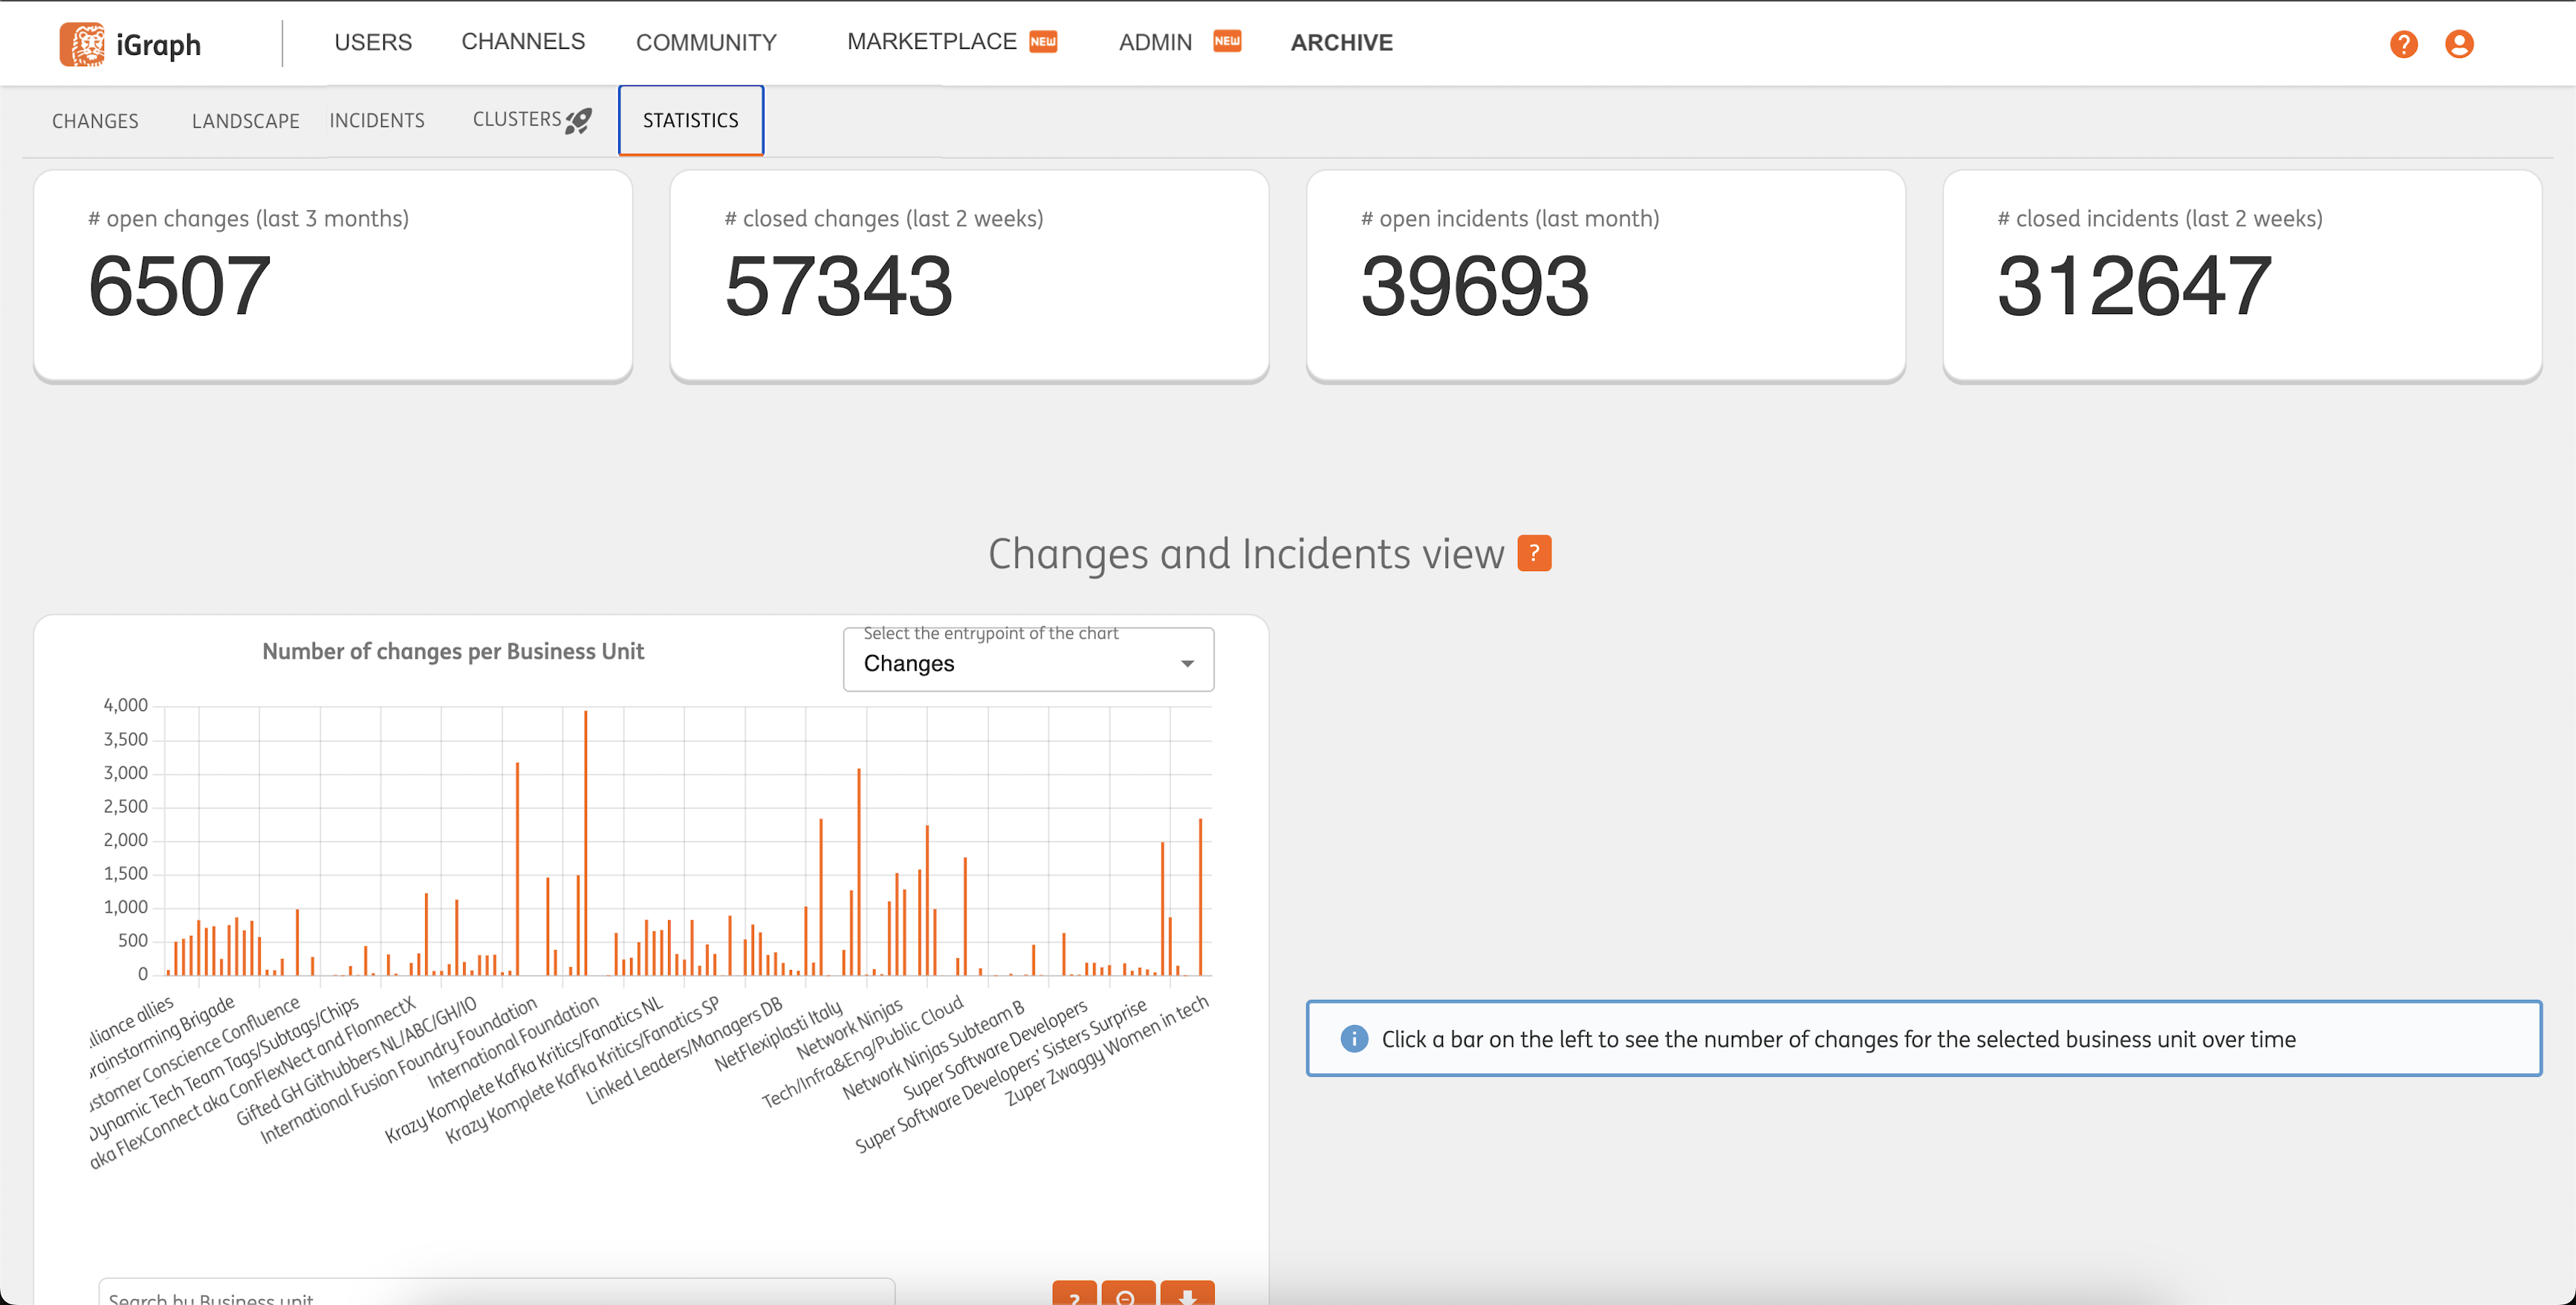 iGraph
USERS
CHANNELS
COMMUNITY
MARKETPLACE NEW
ADMIN NEW
ARCHIVE
?
CHANGES
LANDSCAPE
INCIDENTS
CLUSTERS
STATISTICS
# open changes (last 3 months)
6507
# closed changes (last 2 weeks)
57343
# open incidents (last month)
39693
# closed incidents (last 2 weeks)
312647
Changes and Incidents view ?
Number of changes per Business Unit
Select the entrypoint of the chart
Changes
4,000
3,500
3,000
2,500
2,000
1,500
1,000
500
0
lliance allies
rainstorming Brigade
ustomer Conscience Confluence
Dynamic Tech Team Tags/Subtags/Chips
aka FlexConnect aka ConFlexNect and FlonnectX
Gifted GH Githubbers NL/ABC/GH/IO
International Fusion Foundry Foundation
International Foundation
Krazy Komplete Kafka Kritics/Fanatics NL
Krazy Komplete Kafka Kritics/Fanatics SP
Linked Leaders/Managers DB
NetFlexiplasti Italy
Network Ninjas
Tech/Infra&Eng/Public Cloud
Network Ninjas Subteam B
Super Software Developers
Super Software Developers' Sisters Surprise
Zuper Zwaggy Women in tech
Click a bar on the left to see the number of changes for the selected business unit over time
Search by Business unit
?